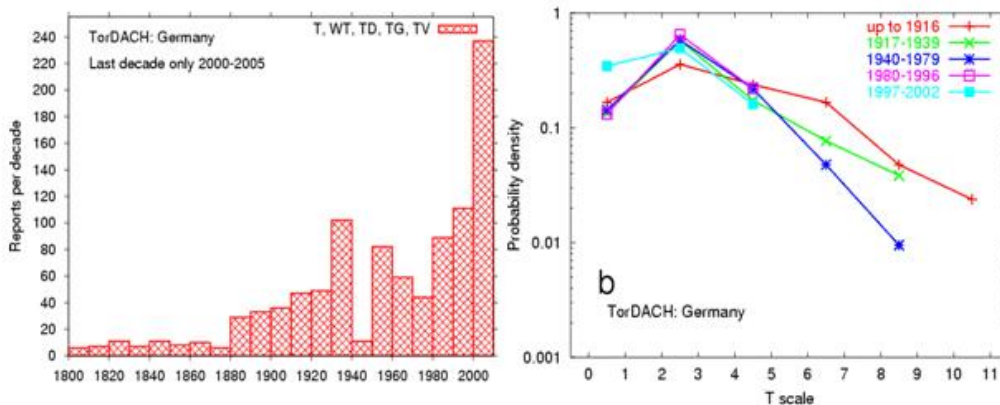 T, WT, TD, TG, TV
TorDACH: Germany
Last decade only 2000-2005
Reports per decade
240
220
200
180
160
140
120
100
80
60
40
20
0
1800 1820 1840 1860 1880 1900 1920 1940 1960 1980 2000
up to 1916
1917-1939
1940-1979
1980-1996
1997-2002
Probability density
1
0.1
0.01
0.001
b
TorDACH: Germany
0 1 2 3 4 5 6 7 8 9 10 11
T scale